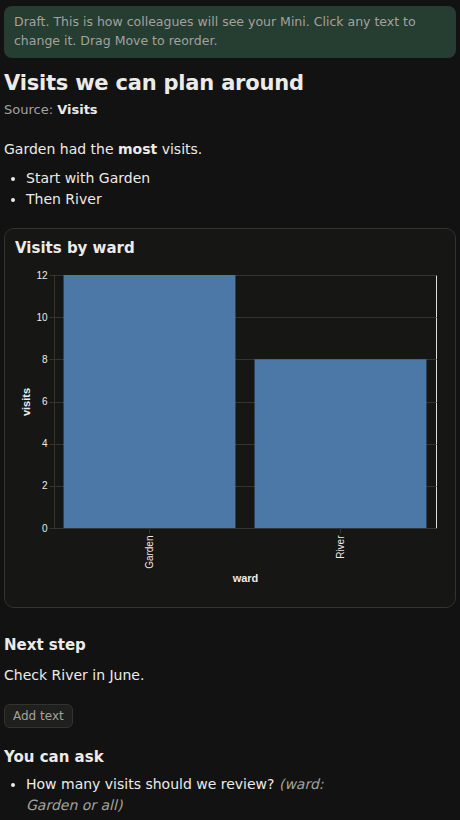 Draft. This is how colleagues will see your Mini. Click any text to
change it. Drag Move to reorder.
Visits we can plan around
Source: Visits
Garden had the most visits.
• Start with Garden
• Then River
Visits by ward
12
10
8
6
4
2
0
visits
Garden
River
ward
Next step
Check River in June.
Add text
You can ask
• How many visits should we review? (ward:
Garden or all)